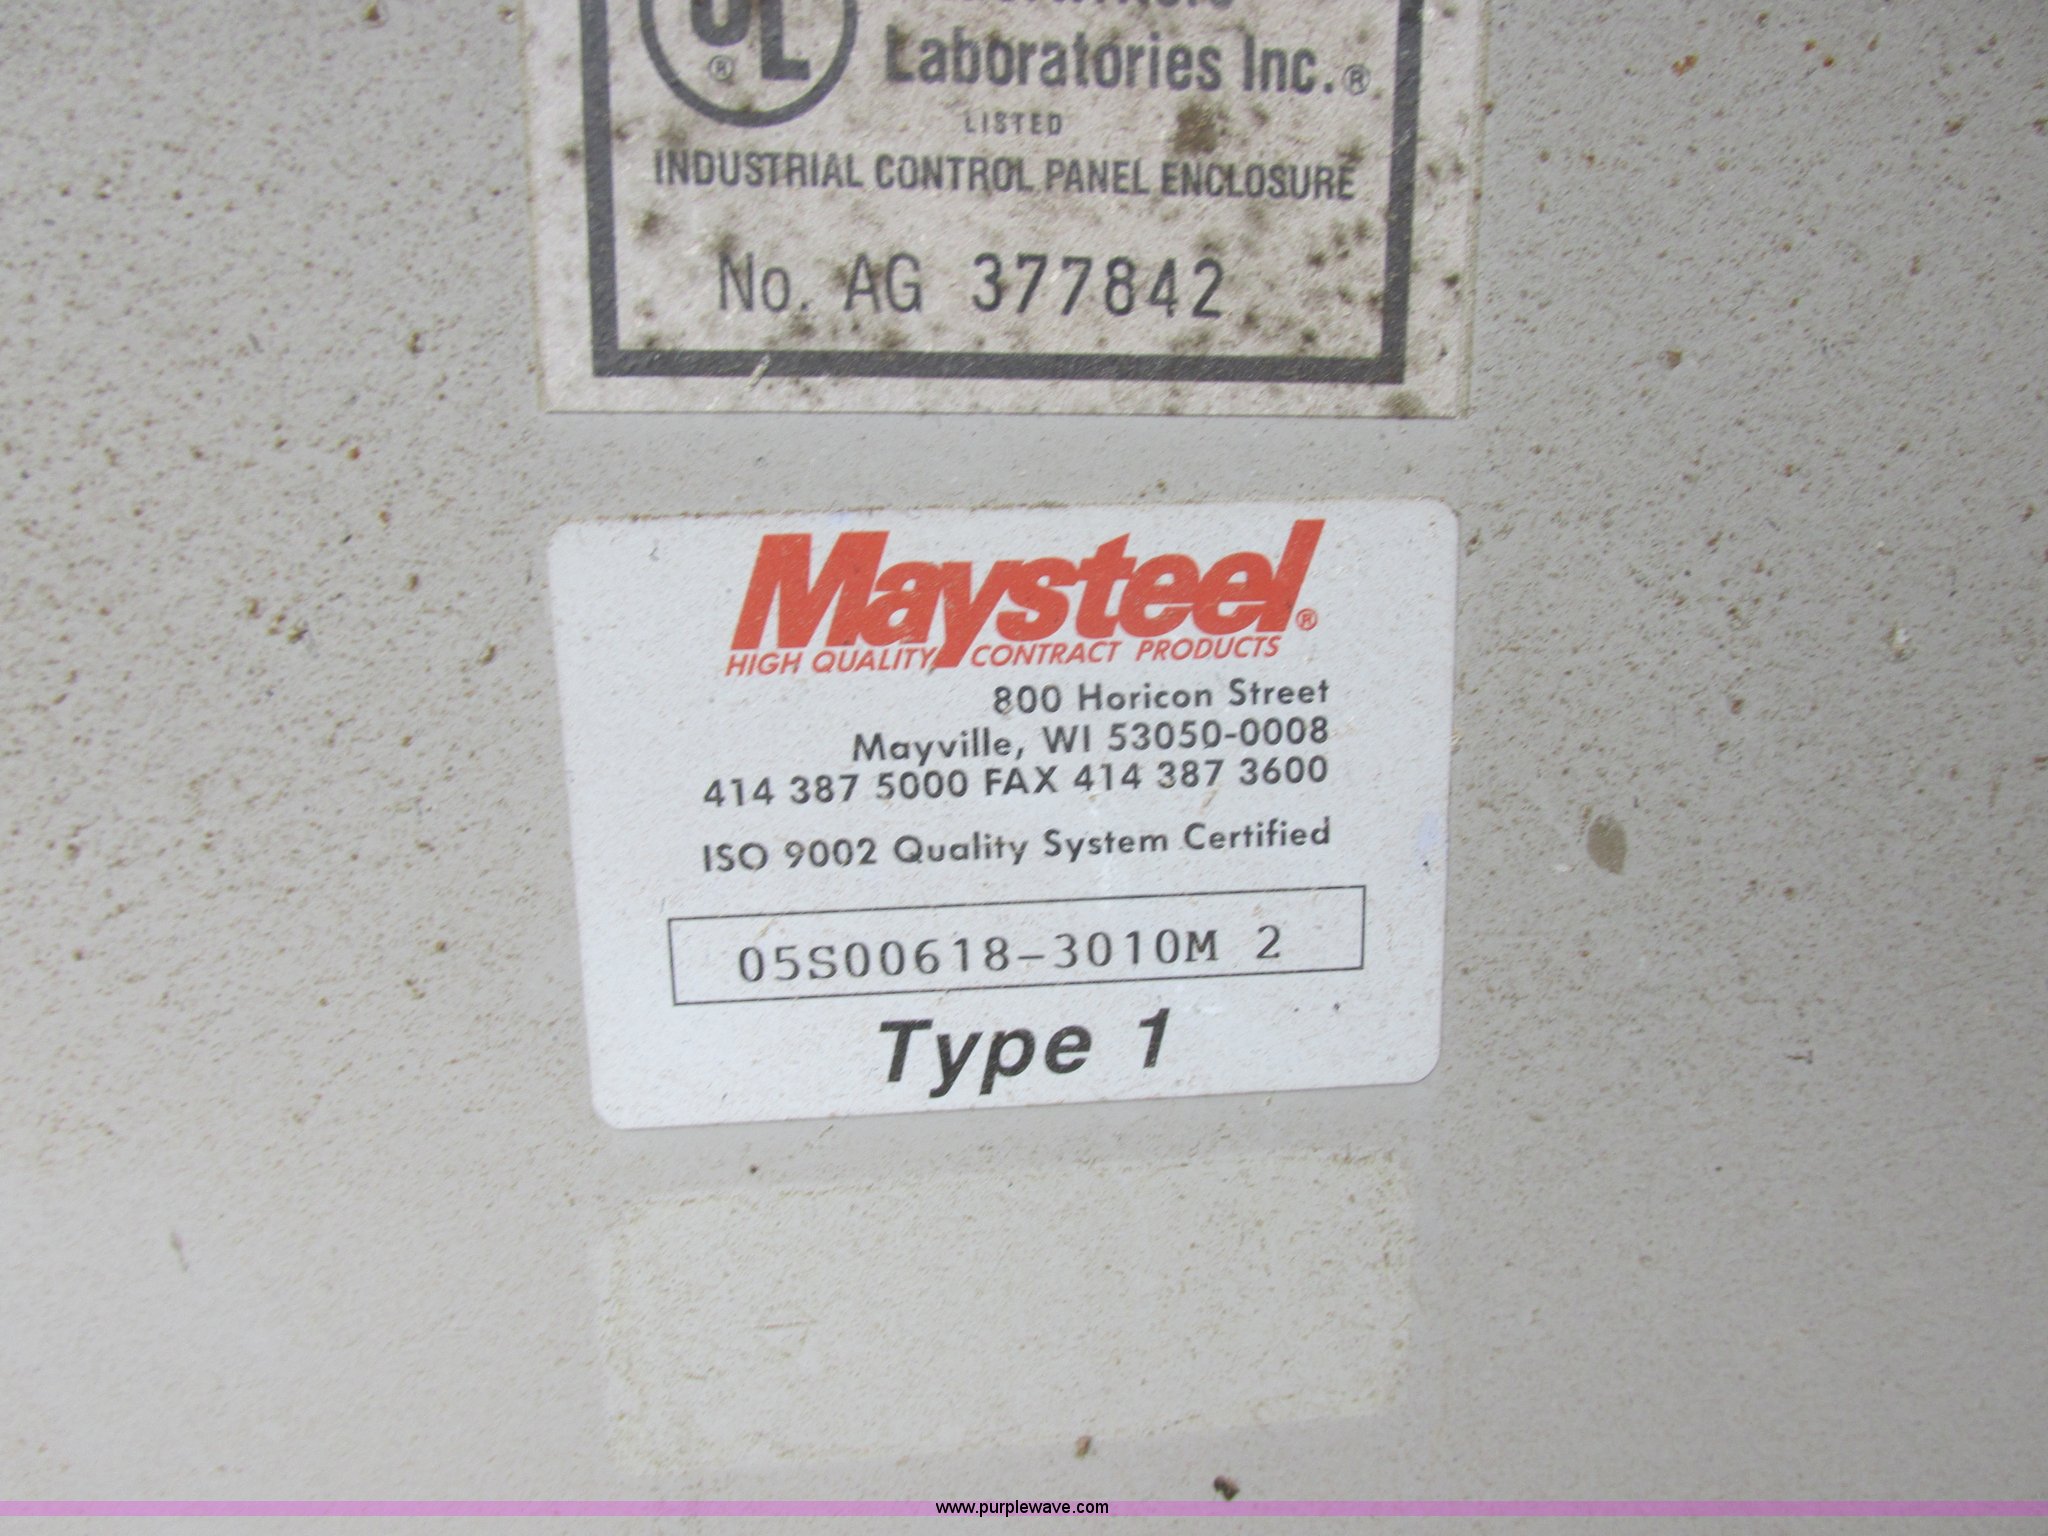 UL
®
Laboratories Inc.®
LISTED
INDUSTRIAL CONTROL PANEL ENCLOSURE
No. AG 377842
Maysteel®
HIGH QUALITY CONTRACT PRODUCTS
800 Horicon Street
Mayville, WI 53050-0008
414 387 5000 FAX 414 387 3600
ISO 9002 Quality System Certified
05S00618-3010M 2
Type 1
www.purplewave.com